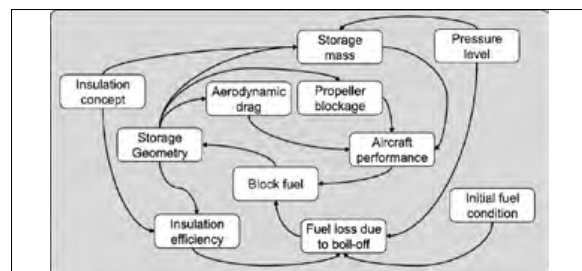 Storage
mass
Pressure
level
Insulation
concept
Aerodynamic
drag
Propeller
blockage
Storage
Geometry
Aircraft
performance
Block fuel
Initial fuel
condition
Insulation
efficiency
Fuel loss due
to boil-off